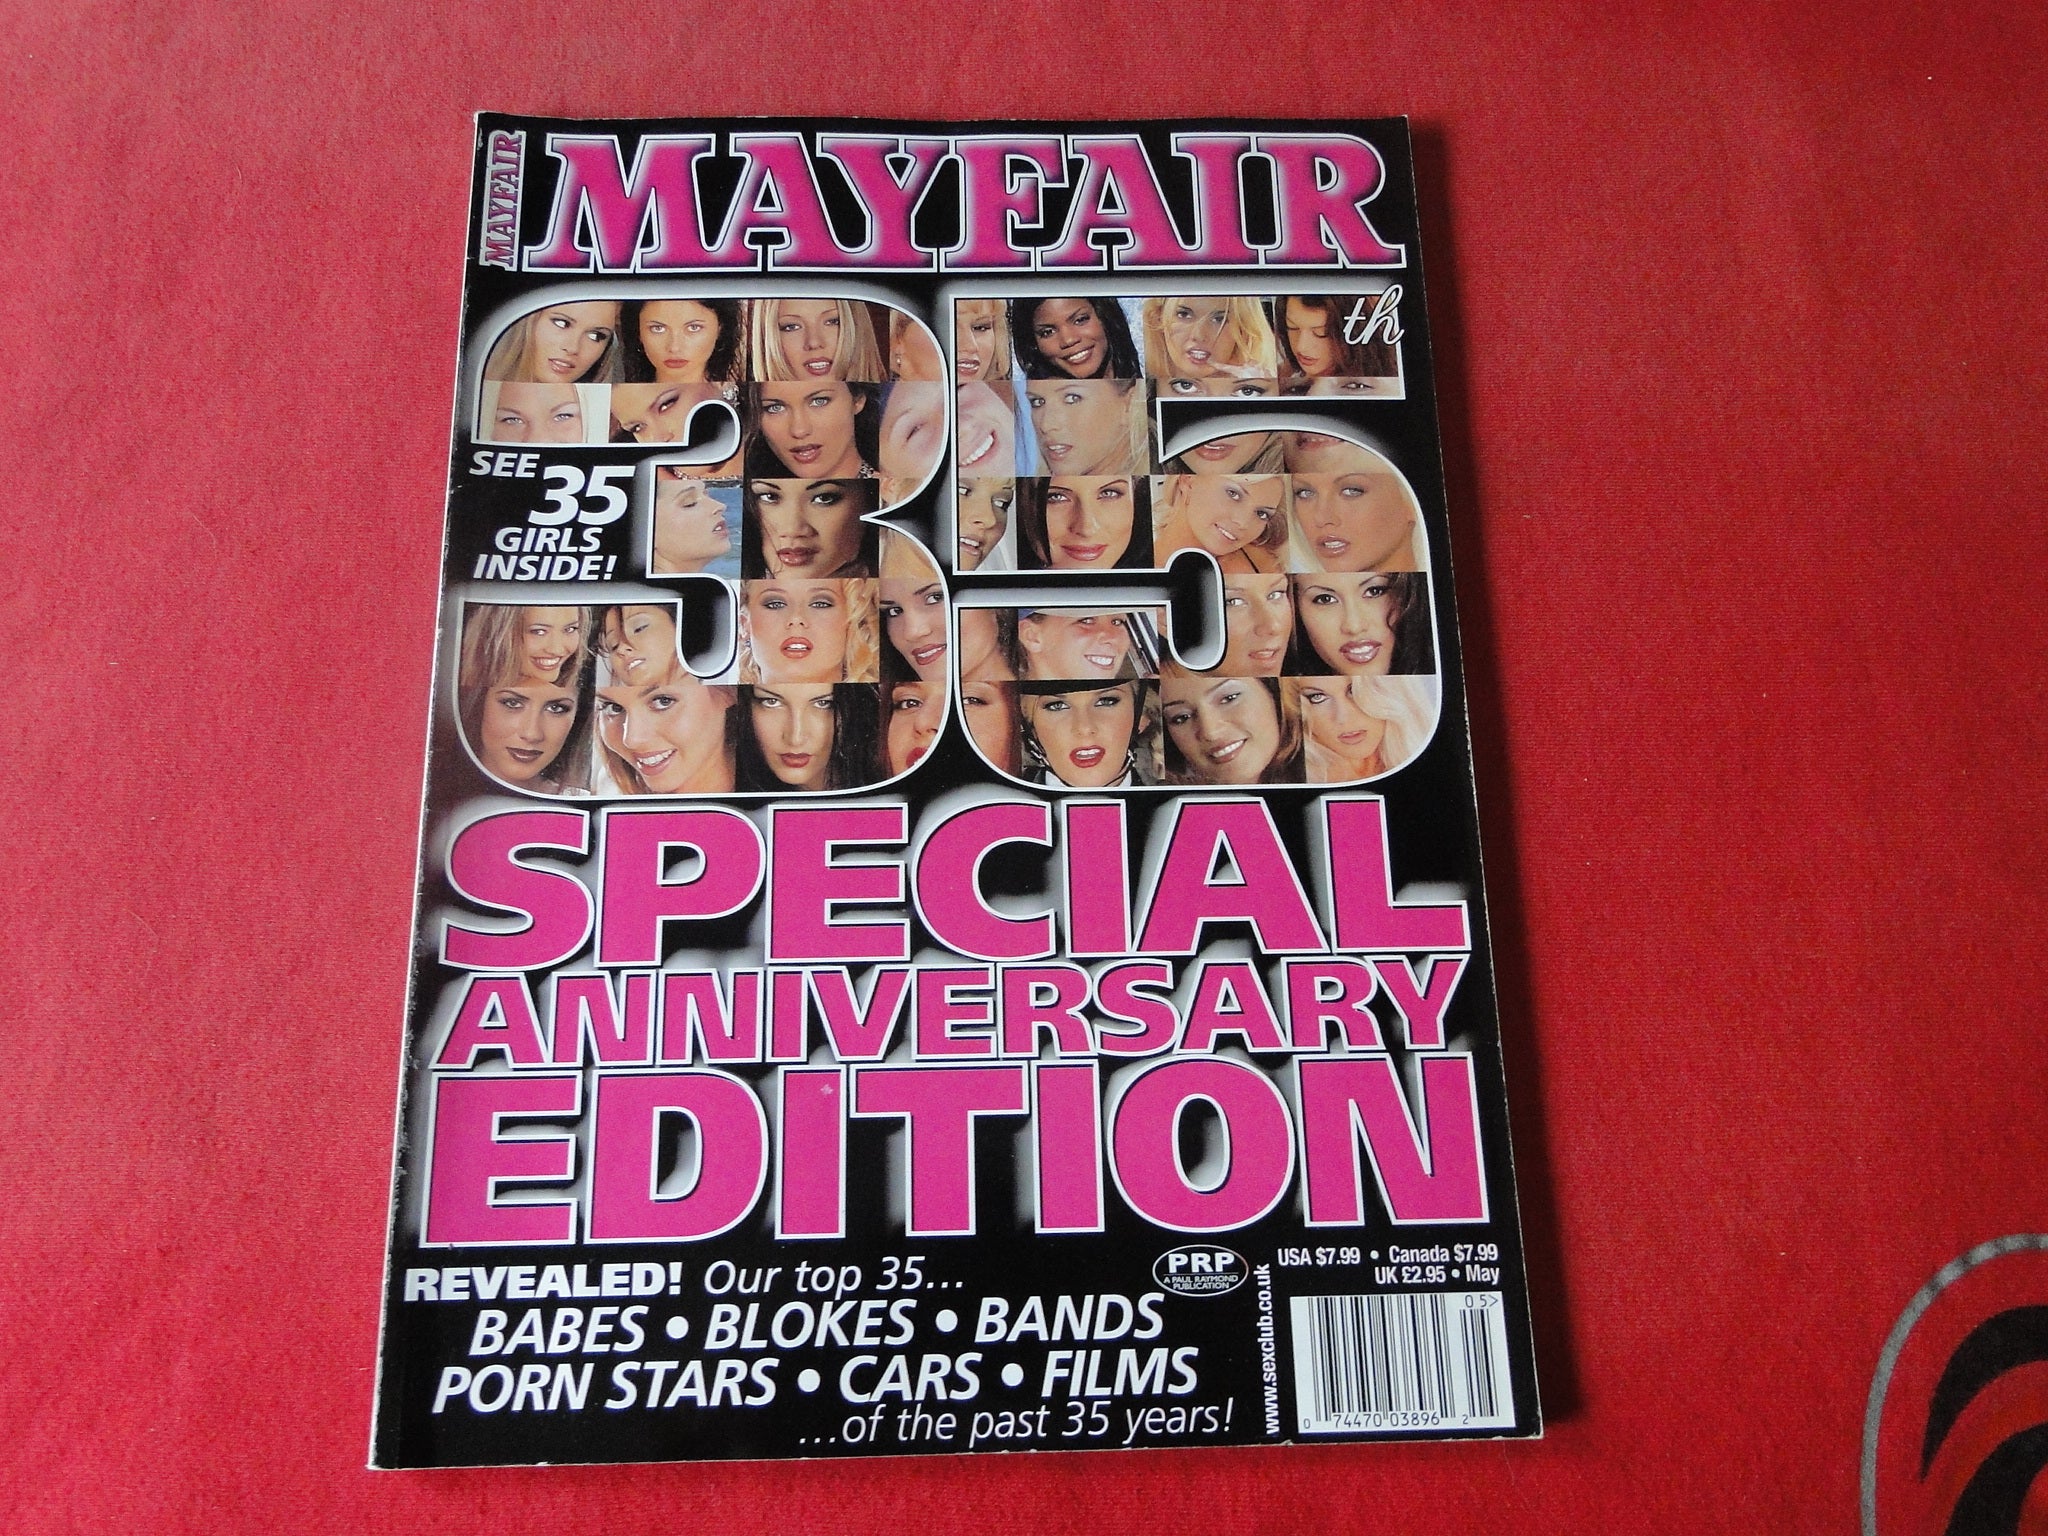 MAYFAIR
MAYFAIR
35th
SEE
35
GIRLS
INSIDE!
SPECIAL
ANNIVERSARY
EDITION
REVEALED! Our top 35...
BABES • BLOKES • BANDS
PORN STARS • CARS • FILMS
...of the past 35 years!
PRP
A PAUL RAYMOND
PUBLICATION
USA $7.99 • Canada $7.99
UK £2.95 • May
www.sexclub.co.uk
05>
0 74470 03896 2